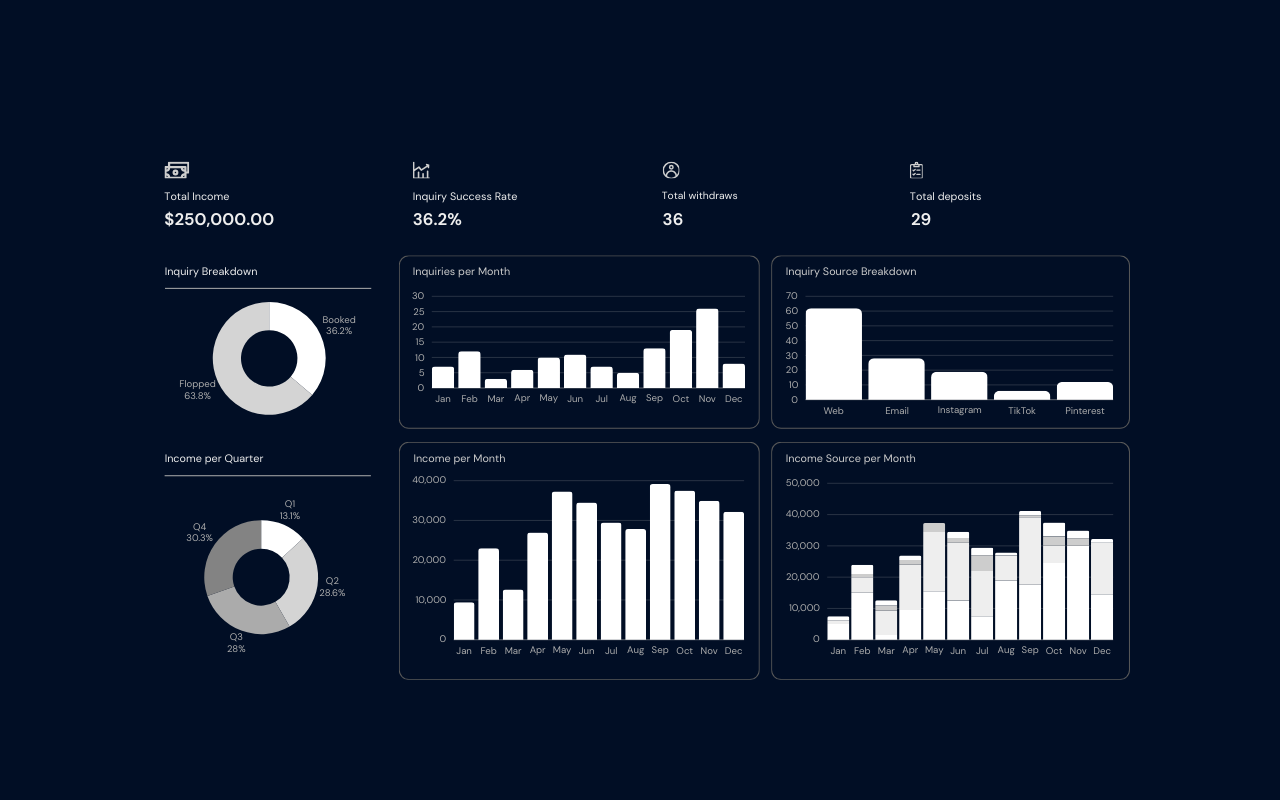 Total Income
$250,000.00
Inquiry Success Rate
36.2%
Total withdraws
36
Total deposits
29
Inquiry Breakdown
Booked
36.2%
Flopped
63.8%
Inquiries per Month
30
25
20
15
10
5
0
Jan Feb Mar Apr May Jun Jul Aug Sep Oct Nov Dec
Inquiry Source Breakdown
70
60
50
40
30
20
10
0
Web Email Instagram TikTok Pinterest
Income per Quarter
Q1
13.1%
Q4
30.3%
Q2
28.6%
Q3
28%
Income per Month
40,000
30,000
20,000
10,000
0
Jan Feb Mar Apr May Jun Jul Aug Sep Oct Nov Dec
Income Source per Month
50,000
40,000
30,000
20,000
10,000
0
Jan Feb Mar Apr May Jun Jul Aug Sep Oct Nov Dec